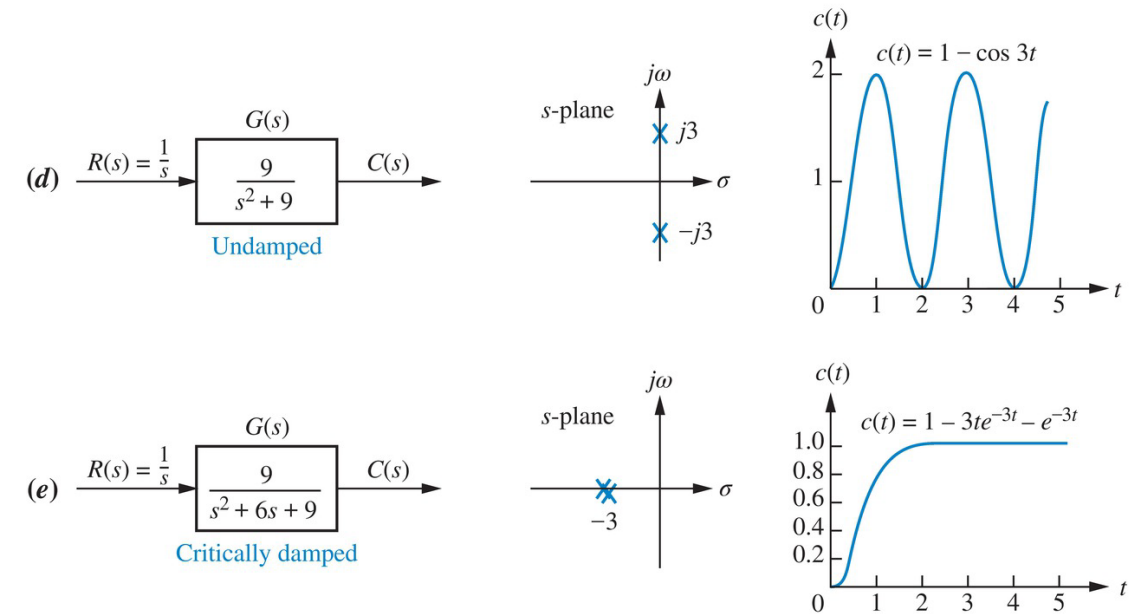 (d)
R(s) = 1/s
G(s)
9
s² + 9
C(s)
Undamped
s-plane
jω
j3
σ
−j3
c(t)
c(t) = 1 − cos 3t
2
1
0 1 2 3 4 5 t
(e)
R(s) = 1/s
G(s)
9
s² + 6s + 9
C(s)
Critically damped
s-plane
jω
σ
−3
c(t)
c(t) = 1 − 3te⁻³ᵗ − e⁻³ᵗ
1.0
0.8
0.6
0.4
0.2
0 1 2 3 4 5 t